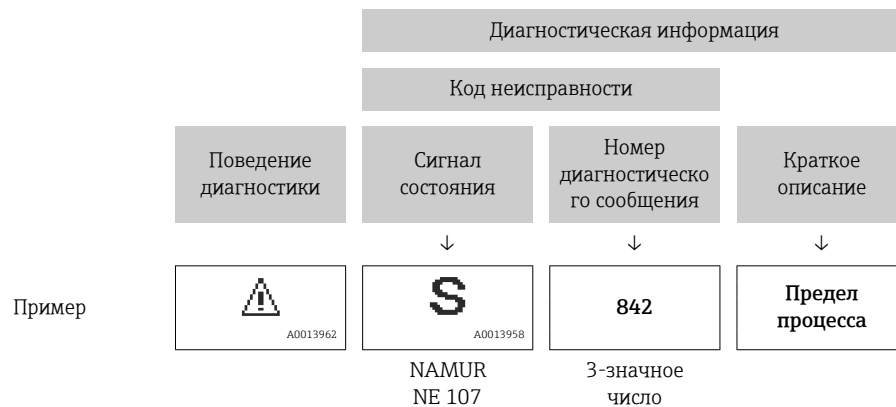 Диагностическая информация
Код неисправности
Поведение
диагностики
Сигнал
состояния
Номер
диагностическо
го сообщения
Краткое
описание
↓
↓
↓
Пример
⚠
A0013962
S
A0013958
842
Предел
процесса
NAMUR
NE 107
3-значное
число